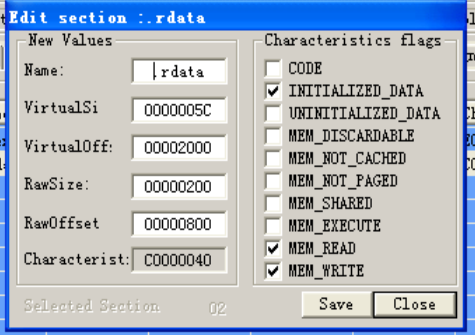 Edit section :.rdata
New Values
Name: .rdata
VirtualSi 0000005C
VirtualOff: 00002000
RawSize: 00000200
RawOffset 00000800
Characterist: C0000040
Characteristics flags
CODE
INITIALIZED_DATA
UNINITIALIZED_DATA
MEM_DISCARDABLE
MEM_NOT_CACHED
MEM_NOT_PAGED
MEM_SHARED
MEM_EXECUTE
MEM_READ
MEM_WRITE
Selected Section 02
Save Close